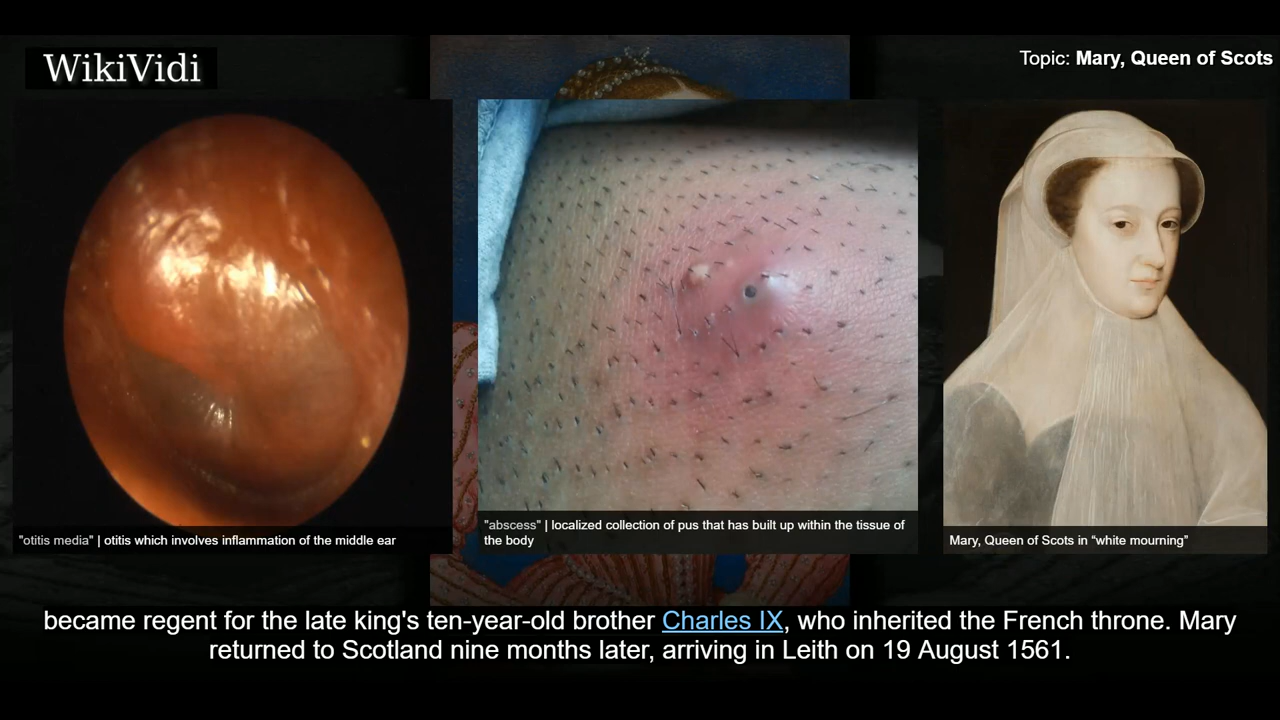 WikiVidi
Topic: Mary, Queen of Scots
"otitis media" | otitis which involves inflammation of the middle ear
"abscess" | localized collection of pus that has built up within the tissue of
the body
Mary, Queen of Scots in “white mourning”
became regent for the late king's ten-year-old brother Charles IX, who inherited the French throne. Mary
returned to Scotland nine months later, arriving in Leith on 19 August 1561.